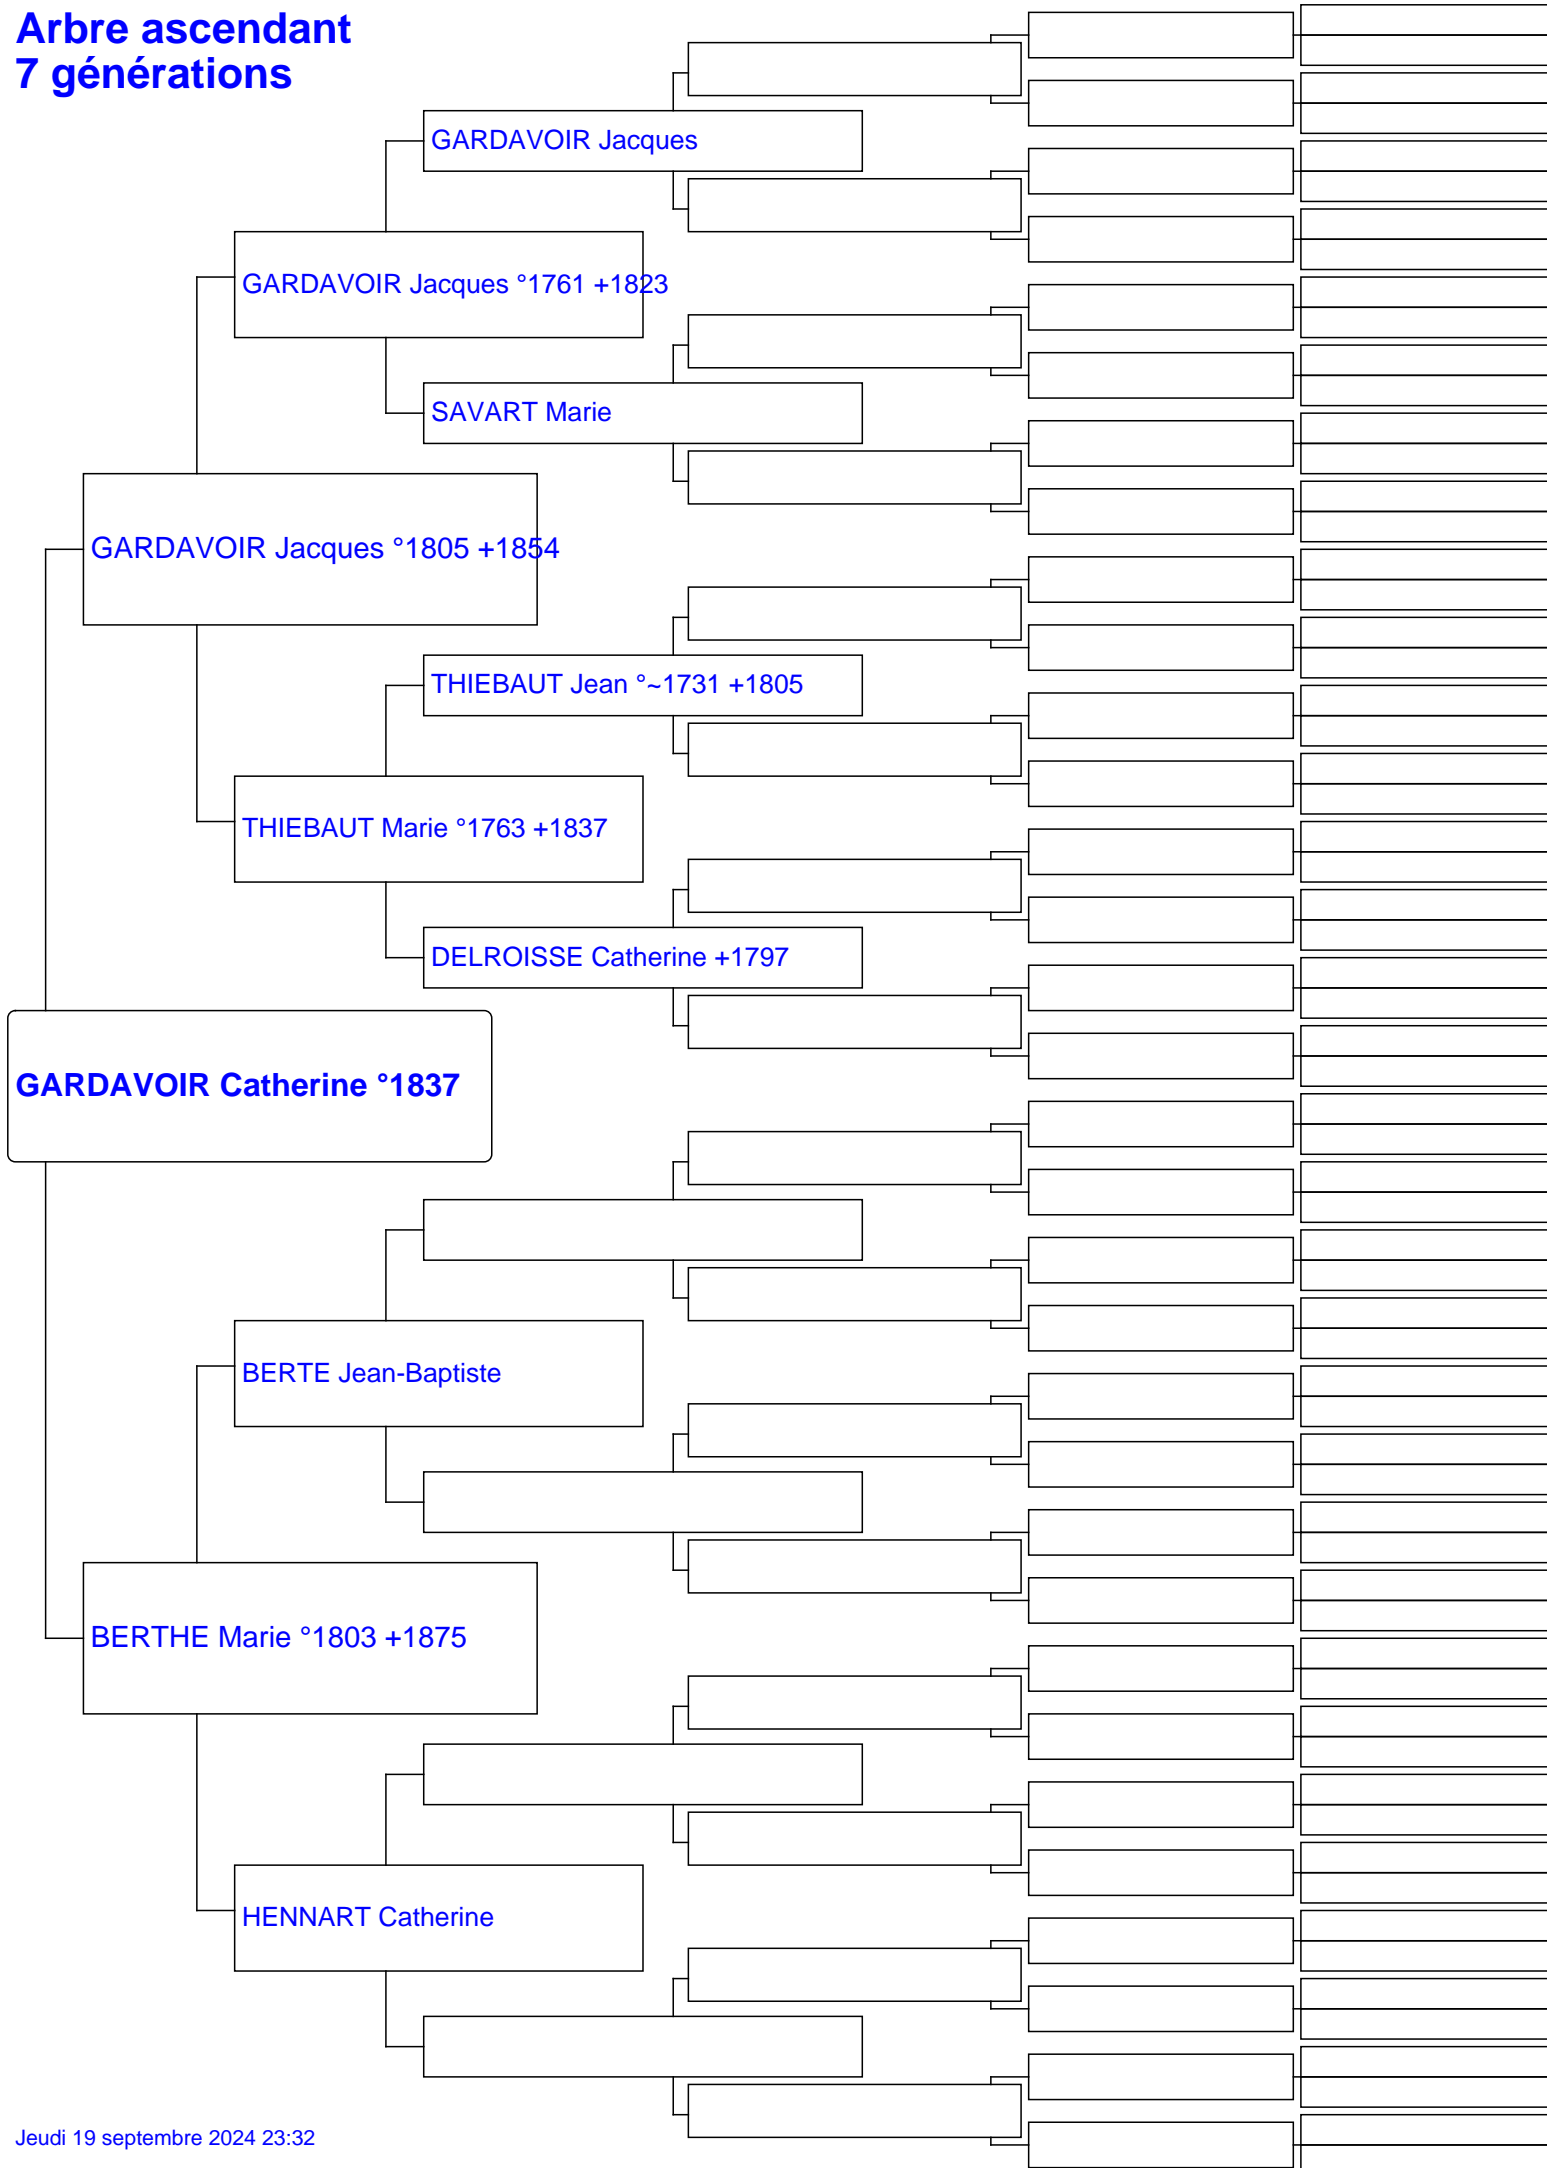 Arbre ascendant
7 générations
GARDAVOIR Jacques
GARDAVOIR Jacques °1761 +1823
SAVART Marie
GARDAVOIR Jacques °1805 +1854
THIEBAUT Jean °~1731 +1805
THIEBAUT Marie °1763 +1837
DELROISSE Catherine +1797
GARDAVOIR Catherine °1837
BERTE Jean-Baptiste
BERTHE Marie °1803 +1875
HENNART Catherine
Jeudi 19 septembre 2024 23:32